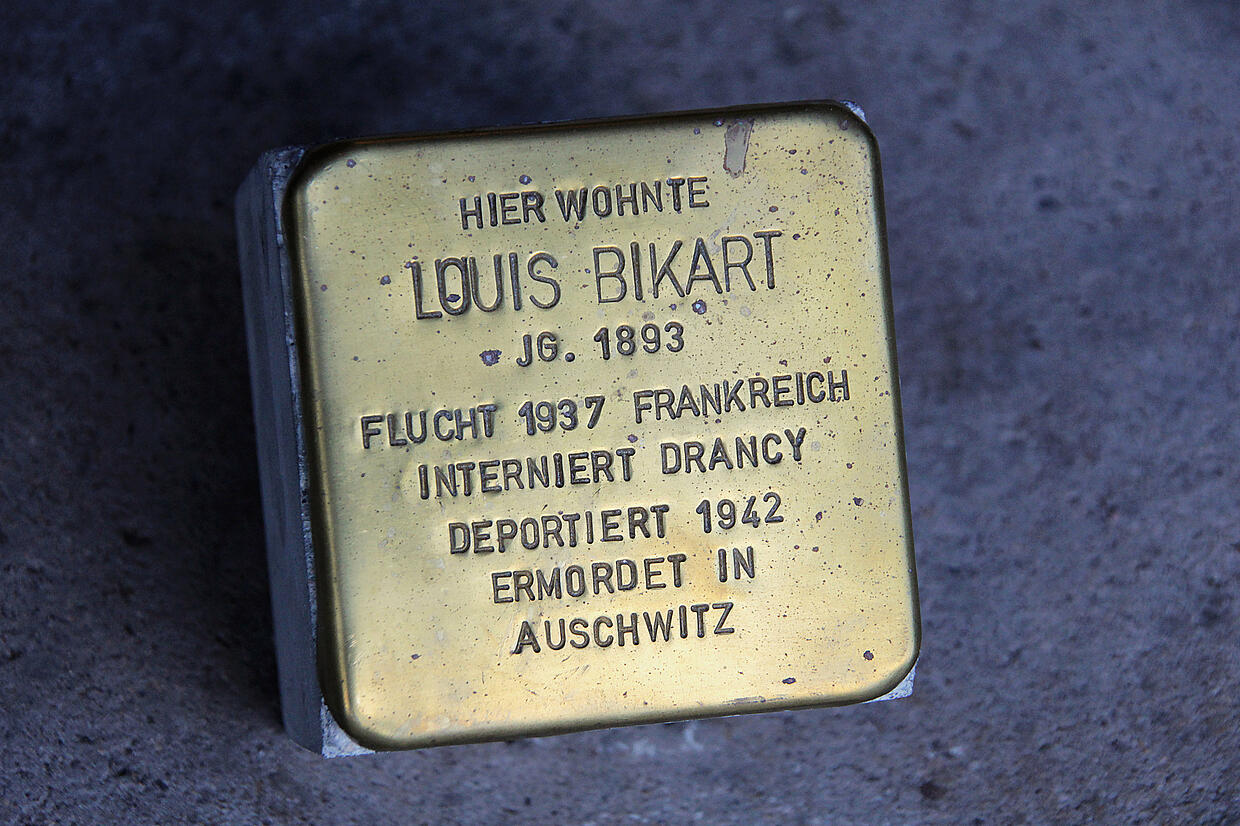 HIER WOHNTE
LOUIS BIKART
JG. 1893
FLUCHT 1937 FRANKREICH
INTERNIERT DRANCY
DEPORTIERT 1942
ERMORDET IN
AUSCHWITZ